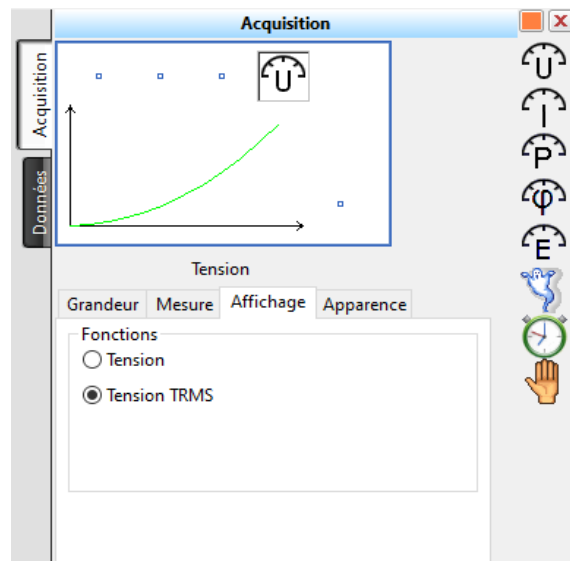 Acquisition
Acquisition
Données
U
U
I
P
φ
E
Tension
Grandeur Mesure Affichage Apparence
Fonctions
Tension
Tension TRMS